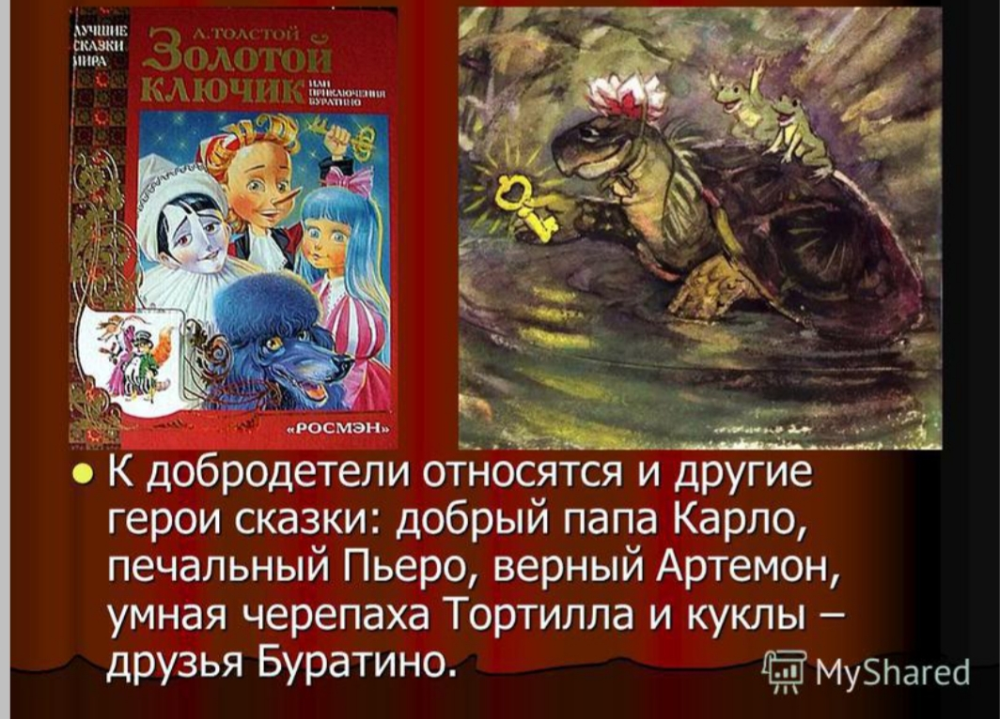 ЛУЧШИЕ
СКАЗКИ
МИРА
А.ТОЛСТОЙ
ЗОЛОТОЙ
КЛЮЧИК
ИЛИ
ПРИКЛЮЧЕНИЯ
БУРАТИНО
«РОСМЭН»
К добродетели относятся и другие
герои сказки: добрый папа Карло,
печальный Пьеро, верный Артемон,
умная черепаха Тортилла и куклы –
друзья Буратино.
MyShared